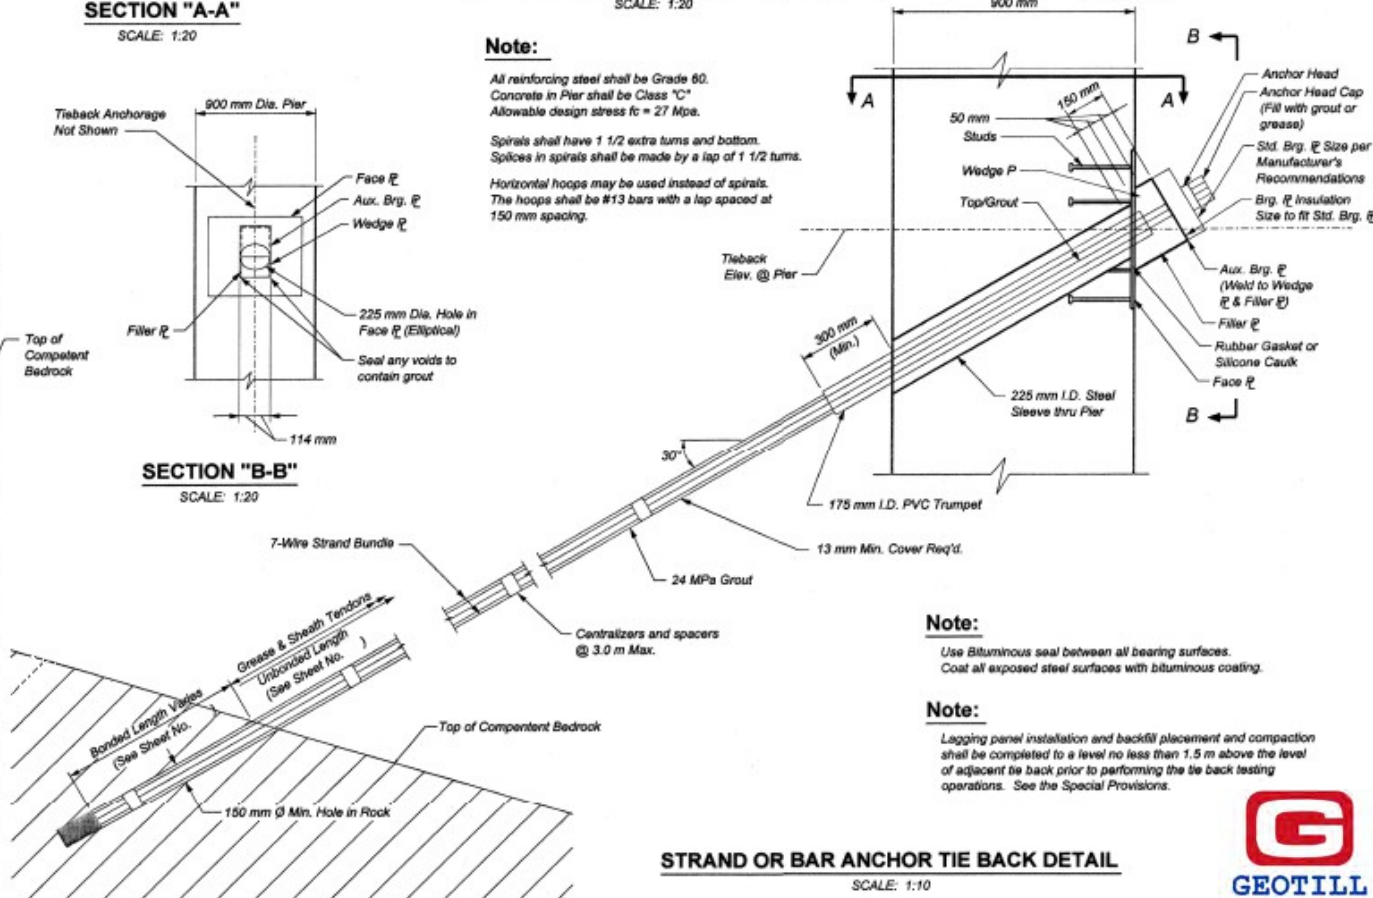 SECTION "A-A"
SCALE: 1:20
SCALE: 1:20
900 mm
Note:
All reinforcing steel shall be Grade 60.
Concrete in Pier shall be Class "C"
Allowable design stress fc = 27 Mpa.
Spirals shall have 1 1/2 extra turns and bottom.
Splices in spirals shall be made by a lap of 1 1/2 turns.
Horizontal hoops may be used instead of spirals.
The hoops shall be #13 bars with a lap spaced at
150 mm spacing.
Tieback Anchorage
Not Shown
900 mm Dia. Pier
Face ⅊
Aux. Brg. ⅊
Wedge ⅊
225 mm Dia. Hole in
Face ⅊ (Elliptical)
Filler ⅊
Seal any voids to
contain grout
114 mm
Top of
Competent
Bedrock
SECTION "B-B"
SCALE: 1:20
B
A
A
150 mm
50 mm
Studs
Wedge P
Top/Grout
Tieback
Elev. @ Pier
Anchor Head
Anchor Head Cap
(Fill with grout or
grease)
Std. Brg. ⅊ Size per
Manufacturer's
Recommendations
Brg. ⅊ Insulation
Size to fit Std. Brg. ⅊
Aux. Brg. ⅊
(Weld to Wedge
⅊ & Filler ⅊)
Filler ⅊
Rubber Gasket or
Silicone Caulk
Face ⅊
B
300 mm
(Min.)
225 mm I.D. Steel
Sleeve thru Pier
30°
175 mm I.D. PVC Trumpet
13 mm Min. Cover Req'd.
24 MPa Grout
7-Wire Strand Bundle
Centralizers and spacers
@ 3.0 m Max.
Grease & Sheath Tendons
Unbonded Length
(See Sheet No. )
Bonded Length Varies
(See Sheet No. )
Top of Compentent Bedrock
150 mm Ø Min. Hole in Rock
Note:
Use Bituminous seal between all bearing surfaces.
Coat all exposed steel surfaces with bituminous coating.
Note:
Lagging panel installation and backfill placement and compaction
shall be completed to a level no less than 1.5 m above the level
of adjacent tie back prior to performing the tie back testing
operations. See the Special Provisions.
STRAND OR BAR ANCHOR TIE BACK DETAIL
SCALE: 1:10
G
GEOTILL